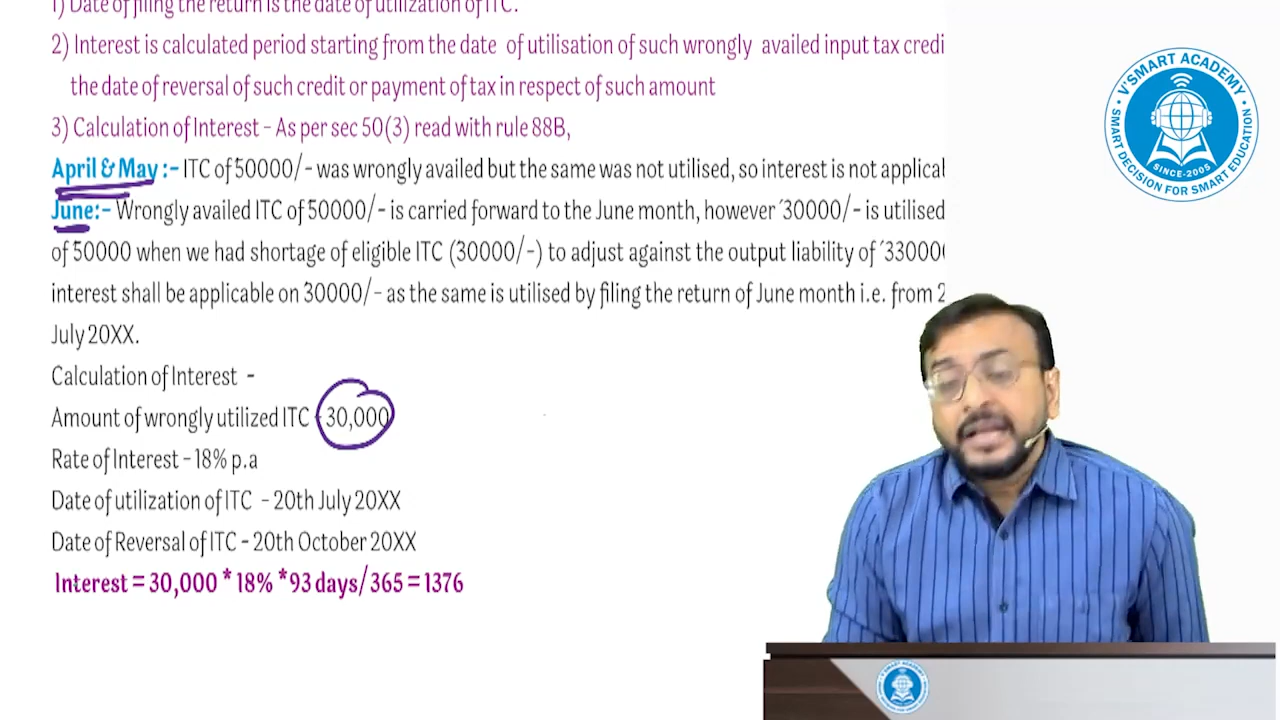 1) Date of filing the return is the date of utilization of ITC.
2) Interest is calculated period starting from the date of utilisation of such wrongly availed input tax credi
the date of reversal of such credit or payment of tax in respect of such amount
3) Calculation of Interest - As per sec 50(3) read with rule 88B,
April & May :- ITC of 50000/- was wrongly availed but the same was not utilised, so interest is not applical
June:- Wrongly availed ITC of 50000/- is carried forward to the June month, however ´30000/- is utilised
of 50000 when we had shortage of eligible ITC (30000/-) to adjust against the output liability of ´330000
interest shall be applicable on 30000/- as the same is utilised by filing the return of June month i.e. from 2
July 20XX.
Calculation of Interest -
Amount of wrongly utilized ITC - 30,000
Rate of Interest - 18% p.a
Date of utilization of ITC - 20th July 20XX
Date of Reversal of ITC - 20th October 20XX
Interest = 30,000 * 18% *93 days/ 365 = 1376
V'SMART ACADEMY
SMART DECISION FOR SMART EDUCATION
SINCE-2005